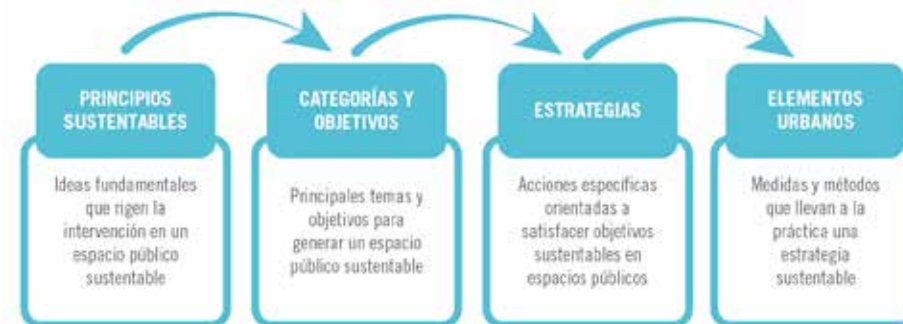 PRINCIPIOS
SUSTENTABLES
Ideas fundamentales
que rigen la
intervención en un
espacio público
sustentable
CATEGORÍAS Y
OBJETIVOS
Principales temas y
objetivos para
generar un espacio
público sustentable
ESTRATEGIAS
Acciones específicas
orientadas a
satisfacer objetivos
sustentables en
espacios públicos
ELEMENTOS
URBANOS
Medidas y métodos
que llevan a la
práctica una
estrategia
sustentable